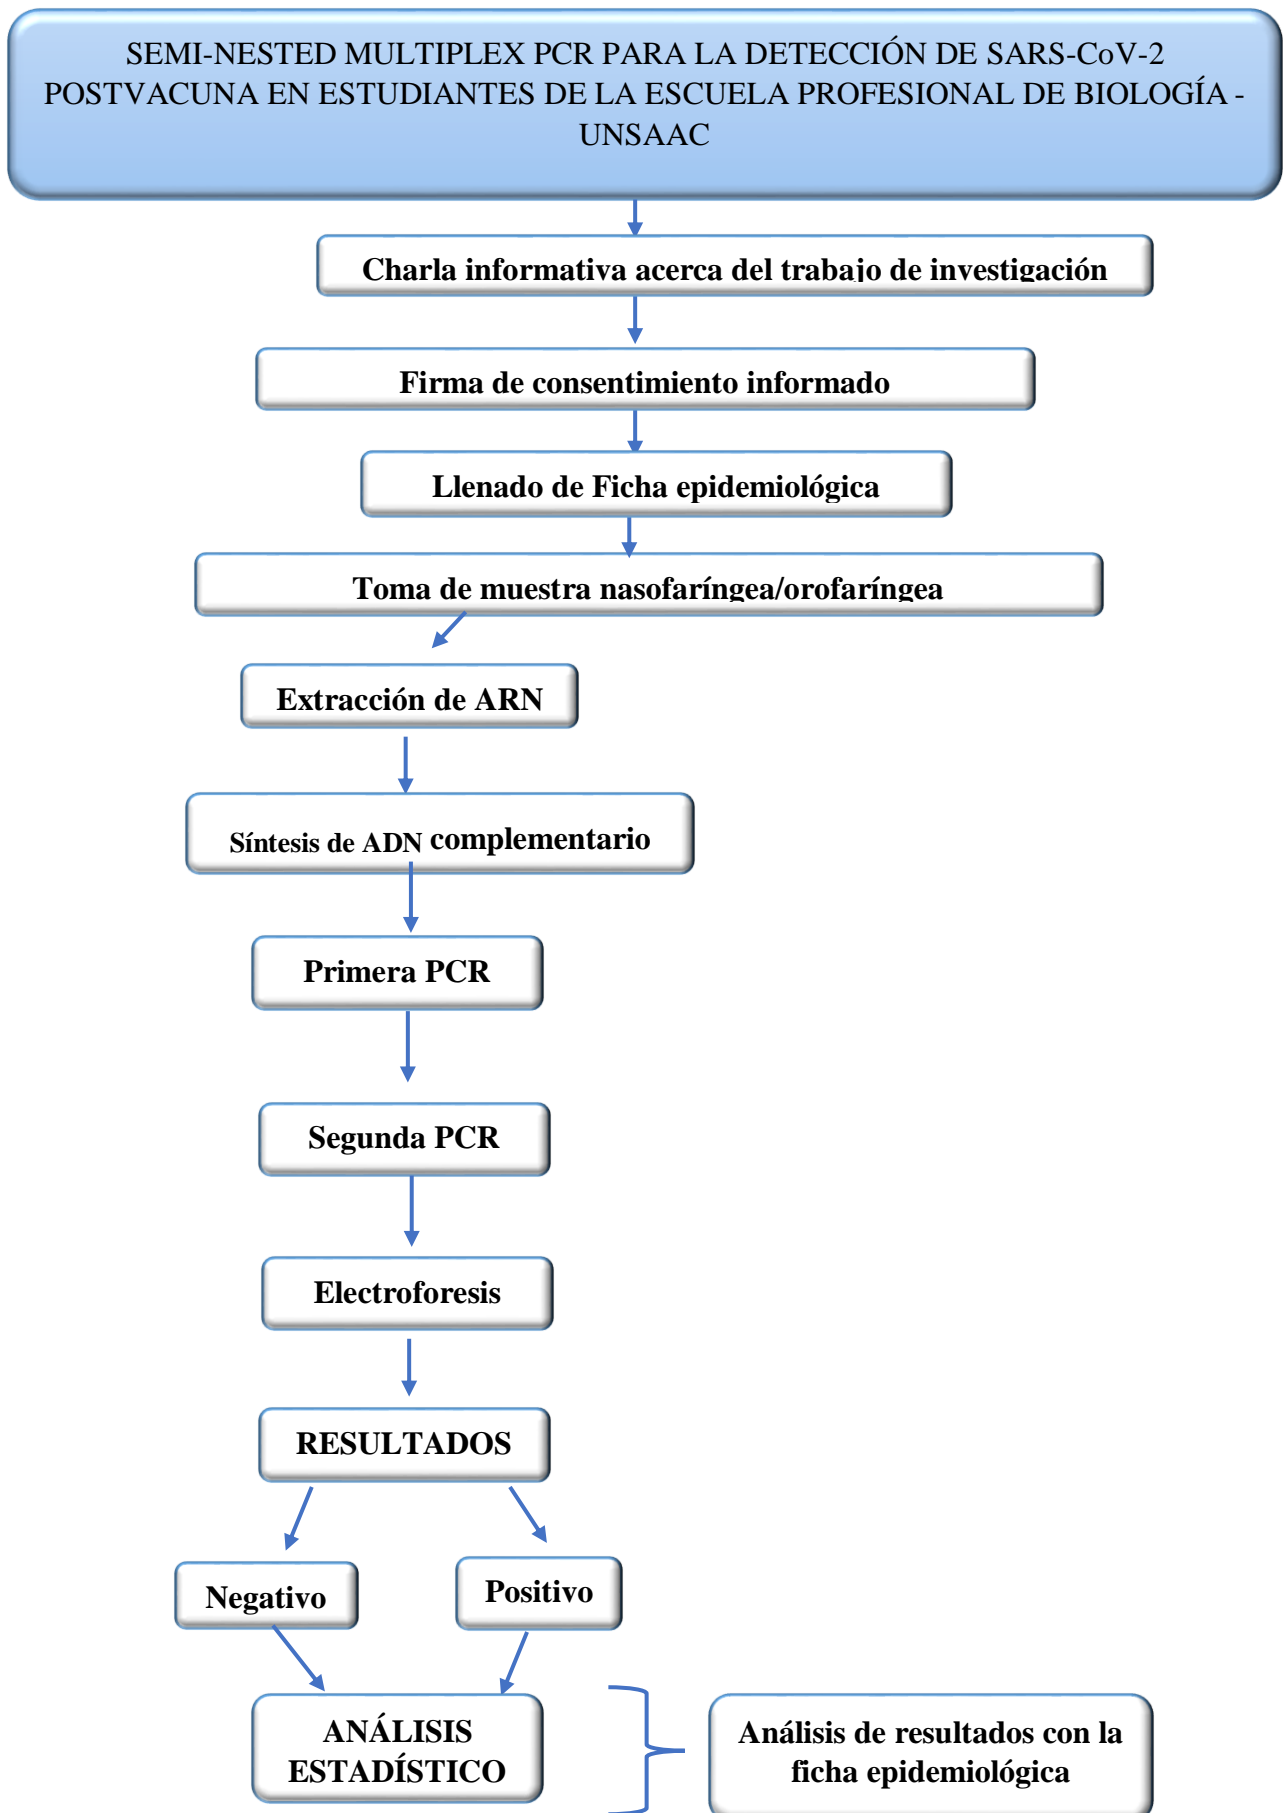 SEMI-NESTED MULTIPLEX PCR PARA LA DETECCIÓN DE SARS-CoV-2
POSTVACUNA EN ESTUDIANTES DE LA ESCUELA PROFESIONAL DE BIOLOGÍA -
UNSAAC
Charla informativa acerca del trabajo de investigación
Firma de consentimiento informado
Llenado de Ficha epidemiológica
Toma de muestra nasofaríngea/orofaríngea
Extracción de ARN
Síntesis de ADN complementario
Primera PCR
Segunda PCR
Electroforesis
RESULTADOS
Negativo
Positivo
ANÁLISIS
ESTADÍSTICO
Análisis de resultados con la
ficha epidemiológica